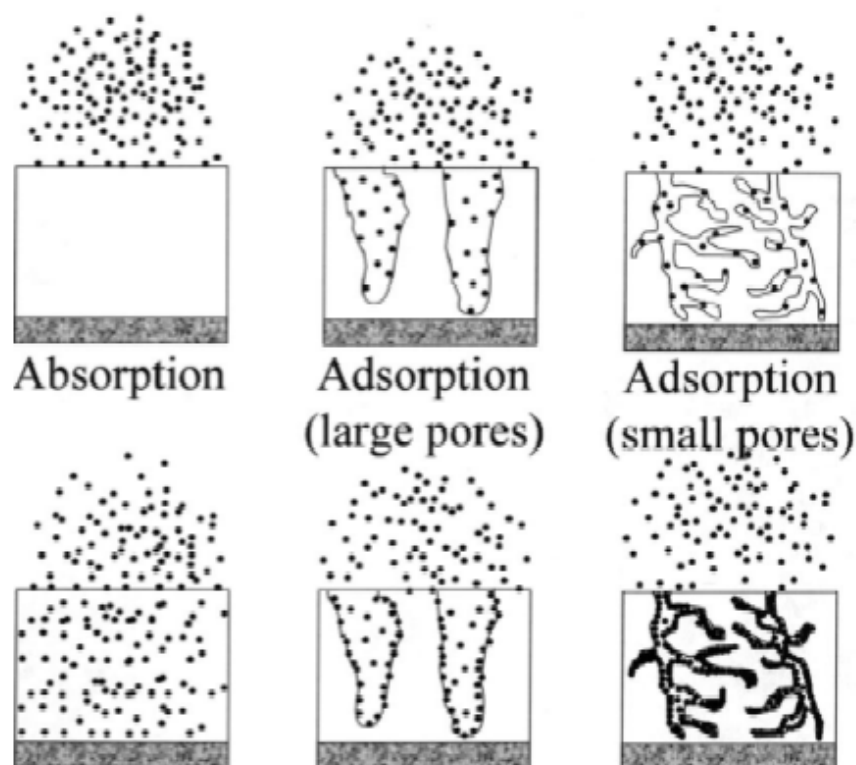 Absorption
Adsorption
(large pores)
Adsorption
(small pores)